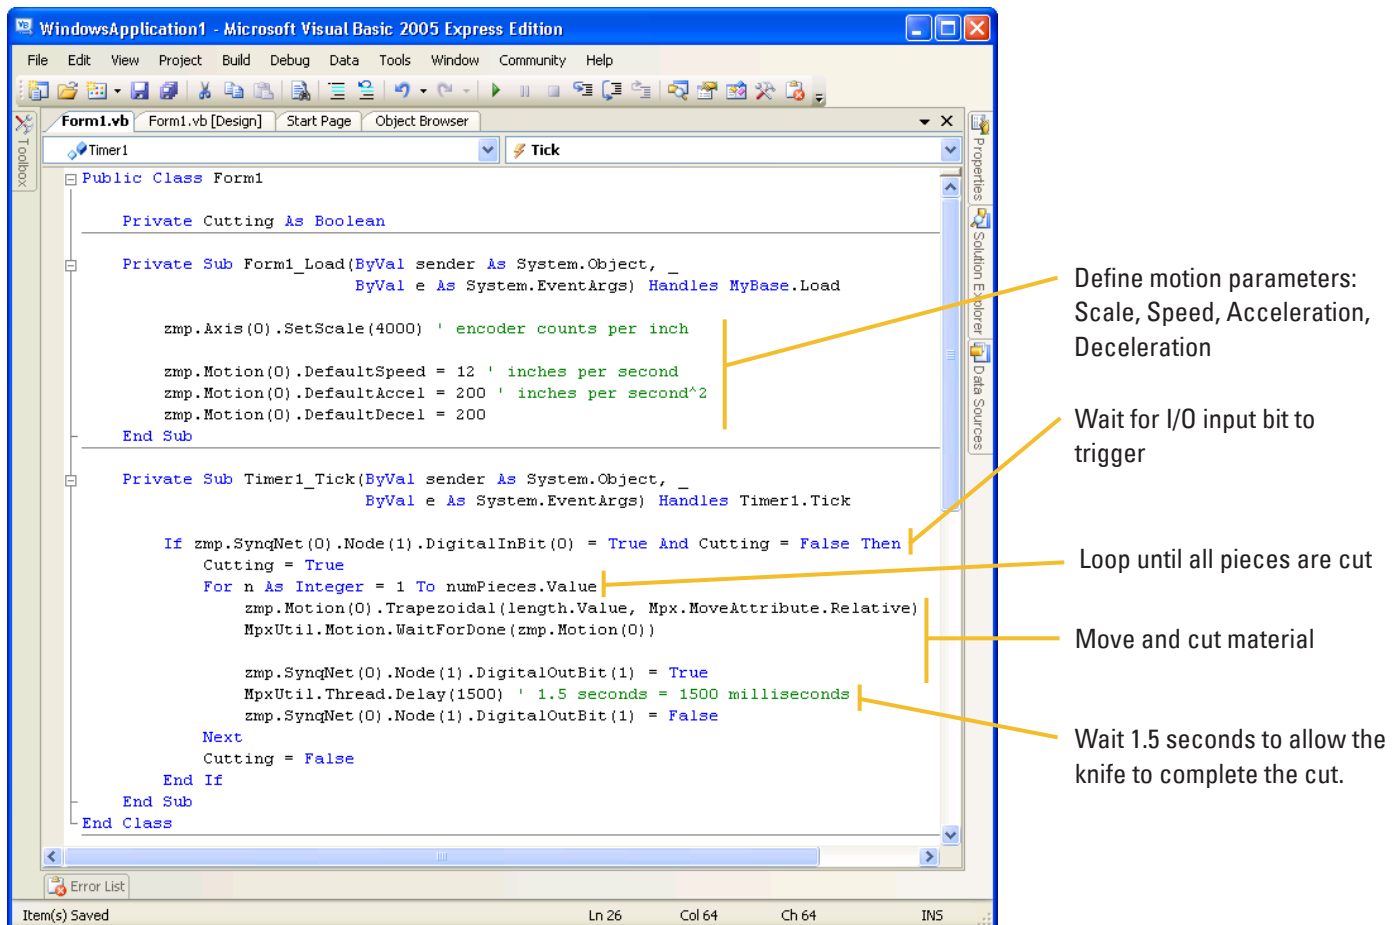 WindowsApplication1 - Microsoft Visual Basic 2005 Express Edition
File Edit View Project Build Debug Data Tools Window Community Help
Form1.vb Form1.vb [Design] Start Page Object Browser
Toolbox
Timer1 Tick
Properties
Solution Explorer
Data Sources
Public Class Form1
Private Cutting As Boolean
Private Sub Form1_Load(ByVal sender As System.Object, _
ByVal e As System.EventArgs) Handles MyBase.Load
zmp.Axis(0).SetScale(4000) ' encoder counts per inch
zmp.Motion(0).DefaultSpeed = 12 ' inches per second
zmp.Motion(0).DefaultAccel = 200 ' inches per second^2
zmp.Motion(0).DefaultDecel = 200
End Sub
Private Sub Timer1_Tick(ByVal sender As System.Object, _
ByVal e As System.EventArgs) Handles Timer1.Tick
If zmp.SynqNet(0).Node(1).DigitalInBit(0) = True And Cutting = False Then
Cutting = True
For n As Integer = 1 To numPieces.Value
zmp.Motion(0).Trapezoidal(length.Value, Mpx.MoveAttribute.Relative)
MpxUtil.Motion.WaitForDone(zmp.Motion(0))
zmp.SynqNet(0).Node(1).DigitalOutBit(1) = True
MpxUtil.Thread.Delay(1500) ' 1.5 seconds = 1500 milliseconds
zmp.SynqNet(0).Node(1).DigitalOutBit(1) = False
Next
Cutting = False
End If
End Sub
End Class
Error List
Item(s) Saved Ln 26 Col 64 Ch 64 INS
Define motion parameters:
Scale, Speed, Acceleration,
Deceleration
Wait for I/O input bit to
trigger
Loop until all pieces are cut
Move and cut material
Wait 1.5 seconds to allow the
knife to complete the cut.